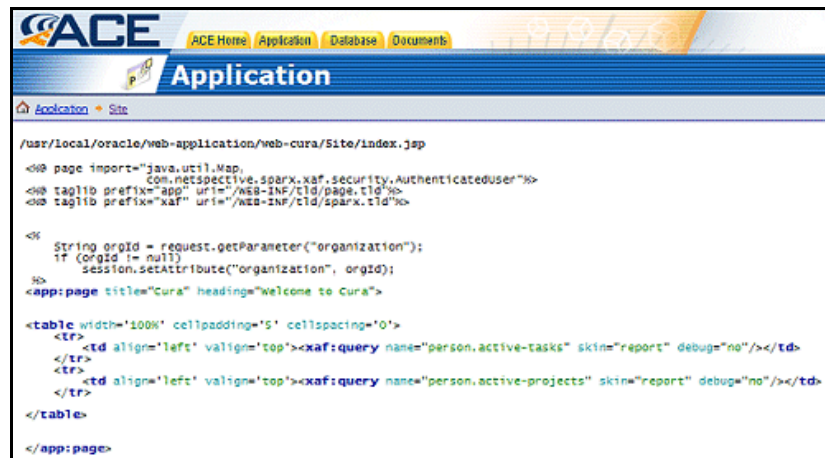 ACE
ACE Home Application Database Documents
Application
Application Site
/usr/local/oracle/web-application/web-cura/Site/index.jsp
<%@ page import="java.util.Map,
com.netspective.sparx.xaf.security.AuthenticatedUser"%>
<%@ taglib prefix="app" uri="/WEB-INF/tld/page.tld"%>
<%@ taglib prefix="xaf" uri="/WEB-INF/tld/sparx.tld"%>
<%
String orgId = request.getParameter("organization");
if (orgId != null)
session.setAttribute("organization", orgId);
%>
<app:page title="Cura" heading="Welcome to Cura">
<table width='100%' cellpadding='5' cellspacing='0'>
<tr>
<td align='left' valign='top'><xaf:query name="person.active-tasks" skin="report" debug="no"/></td>
</tr>
<tr>
<td align='left' valign='top'><xaf:query name="person.active-projects" skin="report" debug="no"/></td>
</tr>
</table>
</app:page>